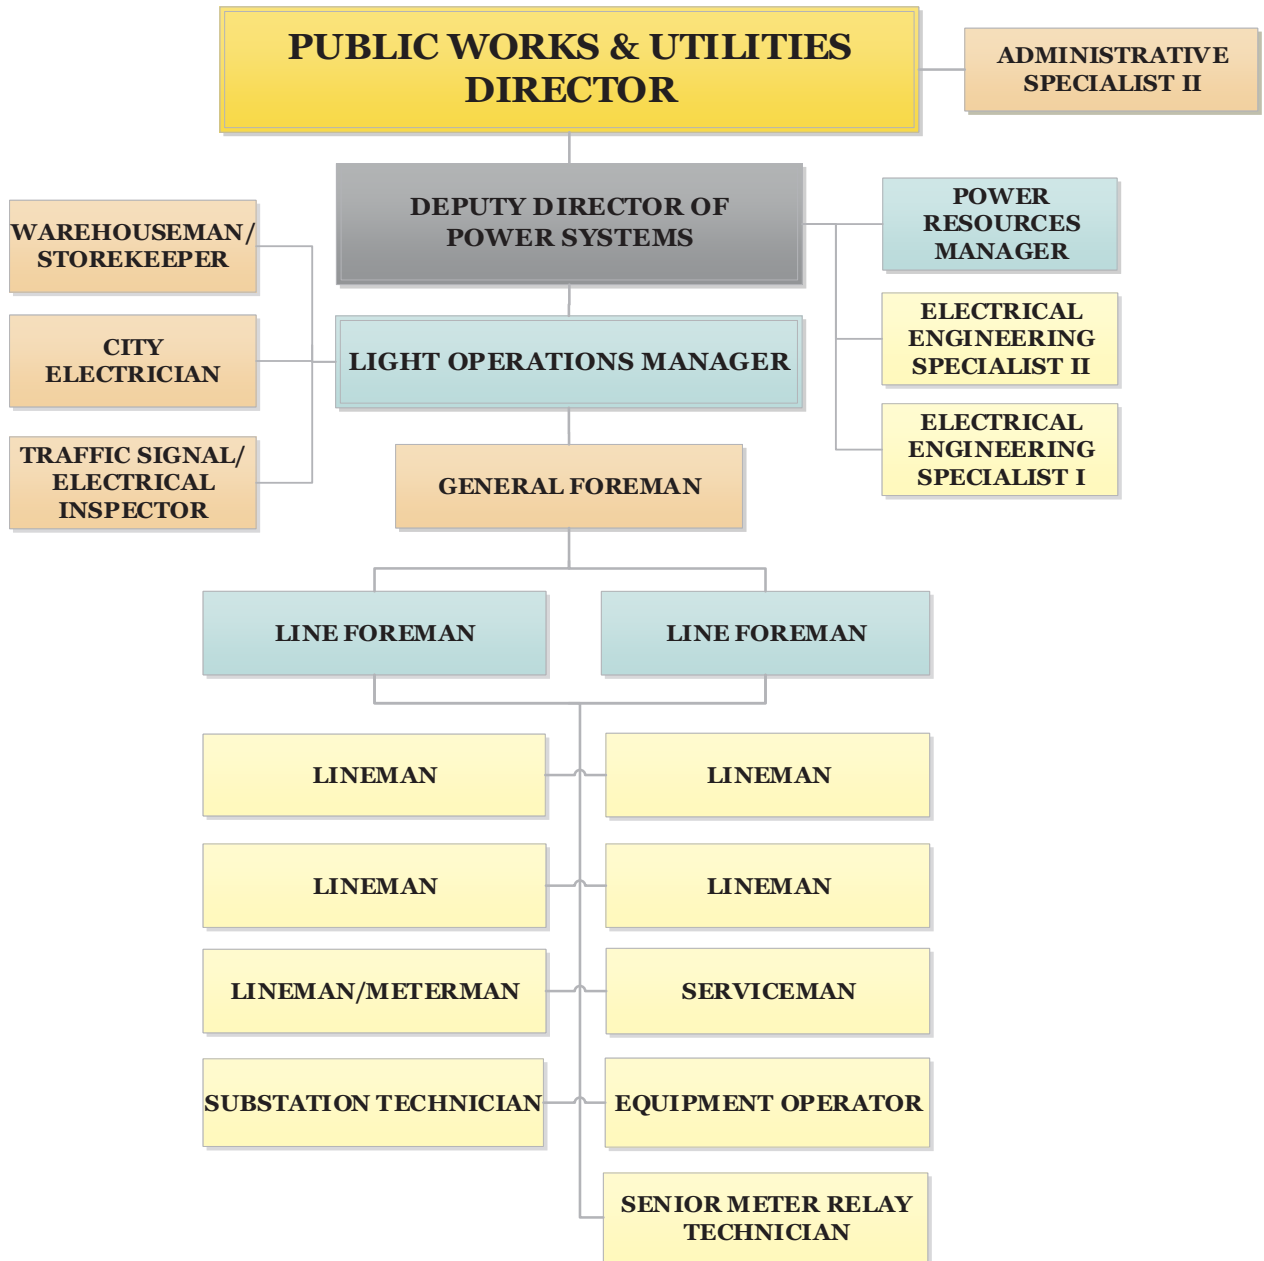 PUBLIC WORKS & UTILITIES
DIRECTOR
ADMINISTRATIVE
SPECIALIST II
DEPUTY DIRECTOR OF
POWER SYSTEMS
POWER
RESOURCES
MANAGER
WAREHOUSEMAN/
STOREKEEPER
ELECTRICAL
ENGINEERING
SPECIALIST II
CITY
ELECTRICIAN
LIGHT OPERATIONS MANAGER
ELECTRICAL
ENGINEERING
SPECIALIST I
TRAFFIC SIGNAL/
ELECTRICAL
INSPECTOR
GENERAL FOREMAN
LINE FOREMAN
LINE FOREMAN
LINEMAN
LINEMAN
LINEMAN
LINEMAN
LINEMAN/METERMAN
SERVICEMAN
SUBSTATION TECHNICIAN
EQUIPMENT OPERATOR
SENIOR METER RELAY
TECHNICIAN